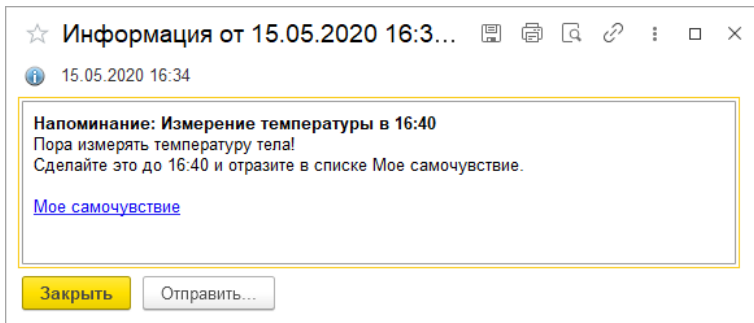 Информация от 15.05.2020 16:3...
15.05.2020 16:34
Напоминание: Измерение температуры в 16:40
Пора измерять температуру тела!
Сделайте это до 16:40 и отразите в списке Мое самочувствие.
Мое самочувствие
Закрыть
Отправить...